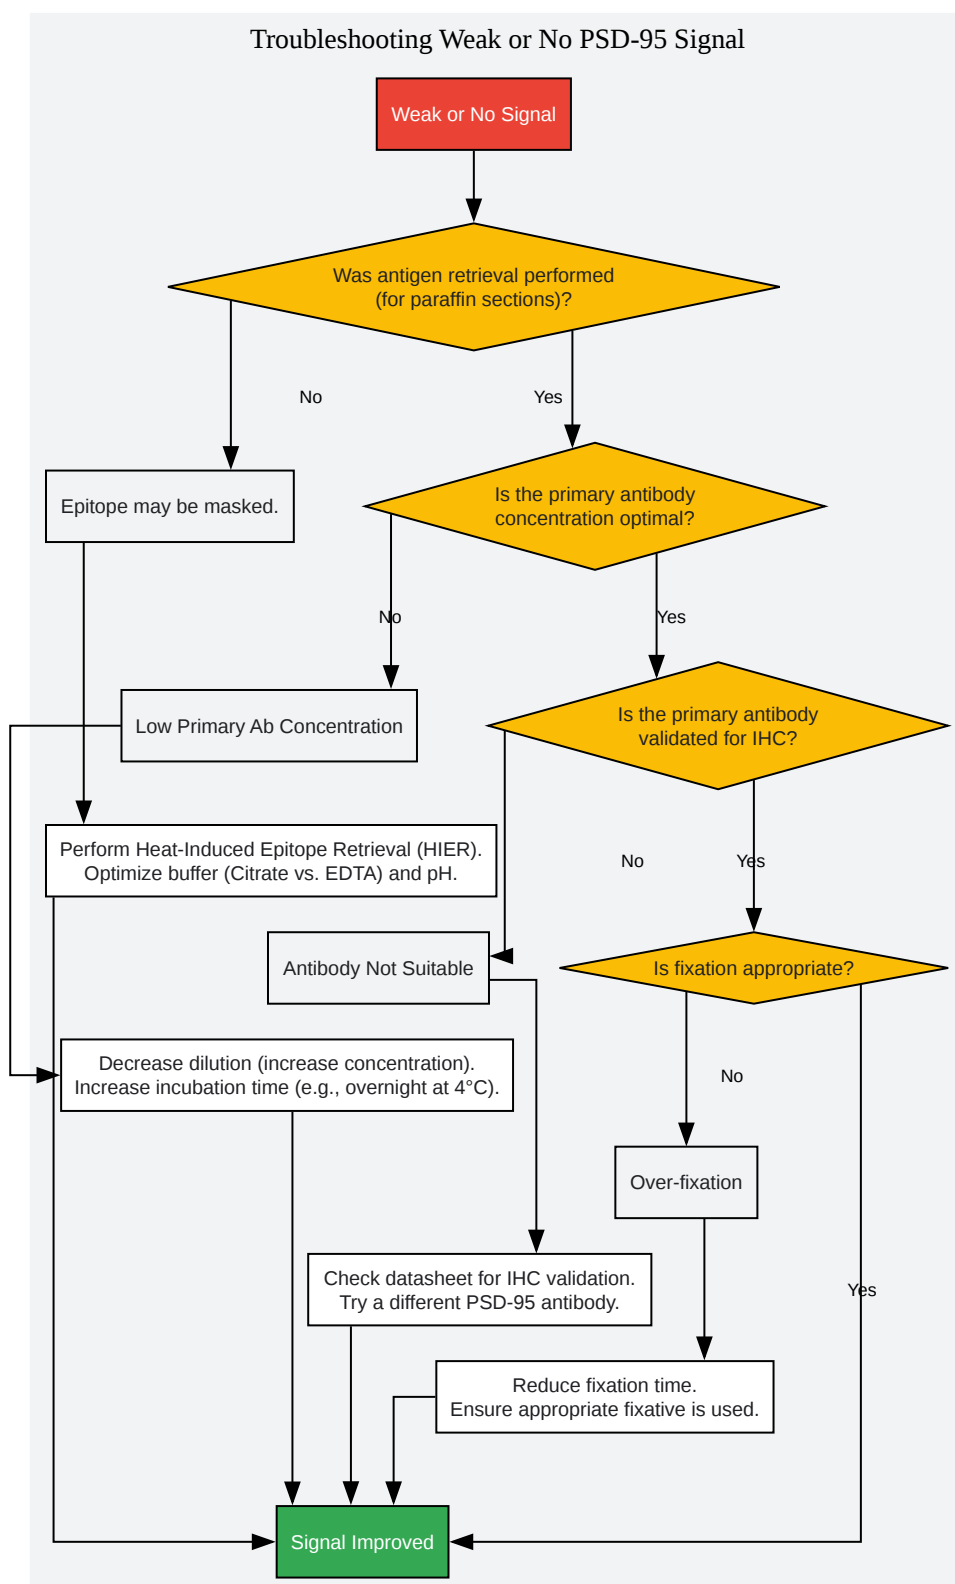 Troubleshooting Weak or No PSD-95 Signal
Weak or No Signal
Was antigen retrieval performed
(for paraffin sections)?
No
Yes
Epitope may be masked.
Is the primary antibody
concentration optimal?
No
Yes
Low Primary Ab Concentration
Is the primary antibody
validated for IHC?
Perform Heat-Induced Epitope Retrieval (HIER).
Optimize buffer (Citrate vs. EDTA) and pH.
No
Yes
Antibody Not Suitable
Is fixation appropriate?
Decrease dilution (increase concentration).
Increase incubation time (e.g., overnight at 4°C).
No
Over-fixation
Check datasheet for IHC validation.
Try a different PSD-95 antibody.
Yes
Reduce fixation time.
Ensure appropriate fixative is used.
Signal Improved